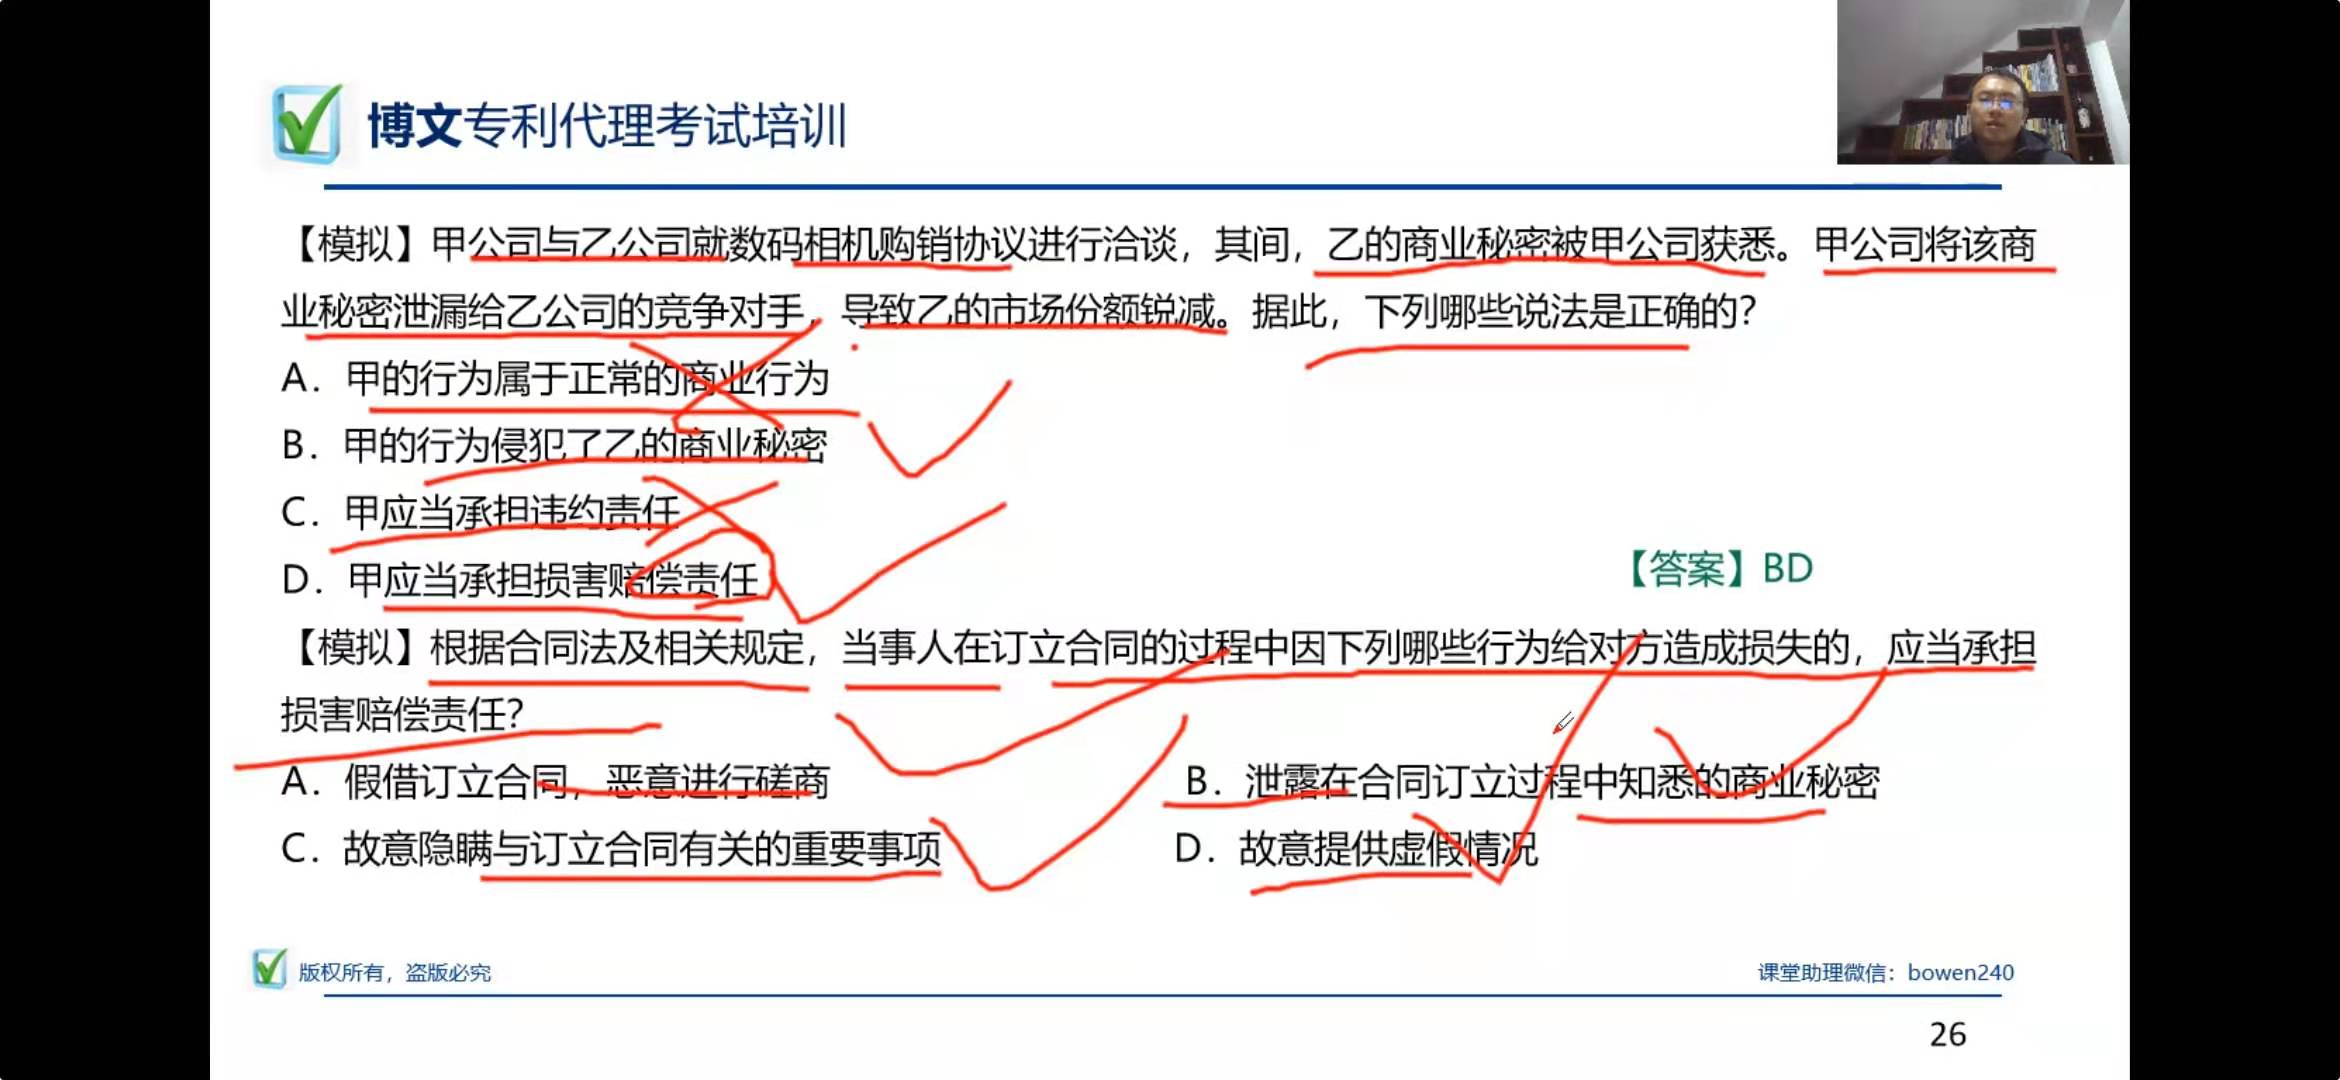 博文专利代理考试培训
【模拟】甲公司与乙公司就数码相机购销协议进行洽谈，其间，乙的商业秘密被甲公司获悉。甲公司将该商
业秘密泄漏给乙公司的竞争对手，导致乙的市场份额锐减。据此，下列哪些说法是正确的？
A．甲的行为属于正常的商业行为
B．甲的行为侵犯了乙的商业秘密
C．甲应当承担违约责任
D．甲应当承担损害赔偿责任
【答案】BD
【模拟】根据合同法及相关规定，当事人在订立合同的过程中因下列哪些行为给对方造成损失的，应当承担
损害赔偿责任？
A．假借订立合同，恶意进行磋商 B．泄露在合同订立过程中知悉的商业秘密
C．故意隐瞒与订立合同有关的重要事项 D．故意提供虚假情况
版权所有，盗版必究 课堂助理微信：bowen240
26